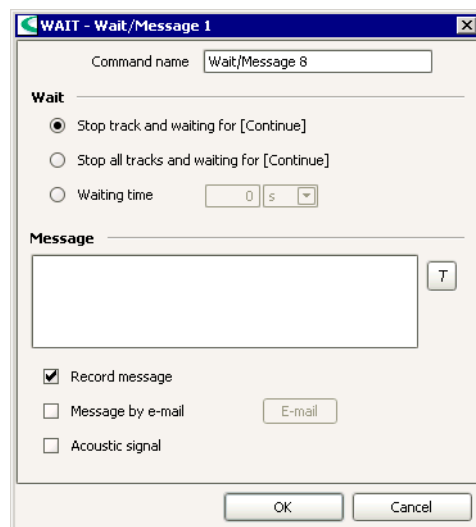 WAIT - Wait/Message 1
Command name Wait/Message 8
Wait
Stop track and waiting for [Continue]
Stop all tracks and waiting for [Continue]
Waiting time 0 s
Message
T
Record message
Message by e-mail E-mail
Acoustic signal
OK Cancel